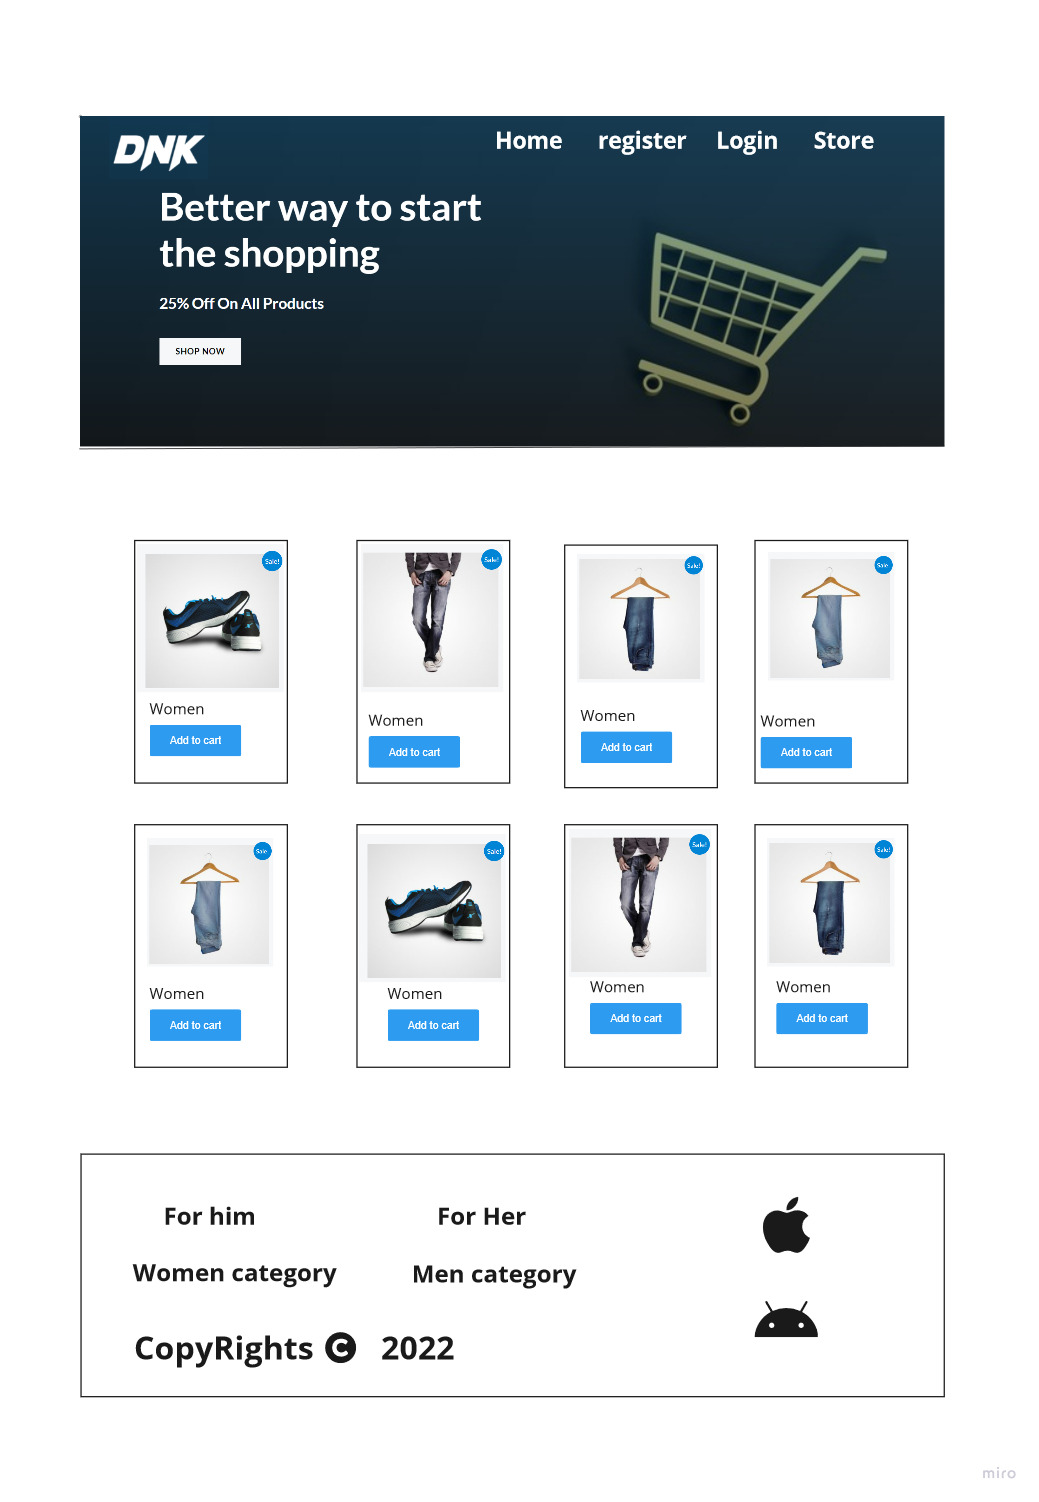 DNK
Home register Login Store
Better way to start
the shopping
25% Off On All Products
SHOP NOW
Sale!
Women
Add to cart
Sale!
Women
Add to cart
Sale!
Women
Add to cart
Sale
Women
Add to cart
Sale
Women
Add to cart
Sale!
Women
Add to cart
Sale!
Women
Add to cart
Sale!
Women
Add to cart
For him
For Her
Women category
Men category
CopyRights © 2022
miro